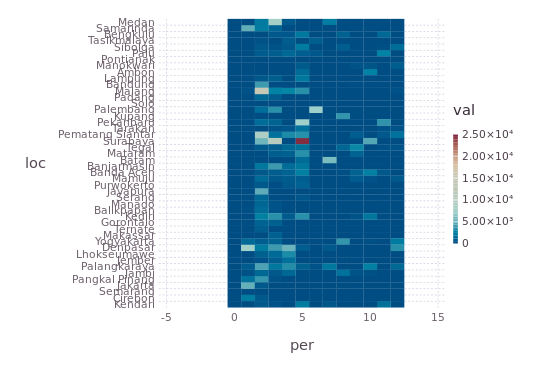 Medan
Samarinda
Bengkulu
Tasikmalaya
Sibolga
Palu
Pontianak
Manokwari
Ambon
Lampung
Bandung
Malang
Padang
Solo
Palembang
Kupang
Pekanbaru
Tarakan
Pematang Siantar
Surabaya
Tegal
Mataram
Batam
Banjarmasin
Banda Aceh
Mamuju
Purwokerto
Jayapura
Serang
Manado
Balikpapan
Kediri
Gorontalo
Ternate
Makassar
Yogyakarta
Denpasar
Lhokseumawe
Jember
Palangkaraya
Jambi
Pangkal Pinang
Jakarta
Semarang
Cirebon
Kendari
loc
-5 0 5 10 15
per
val
2.50×10⁴
2.00×10⁴
1.50×10⁴
1.00×10⁴
5.00×10³
0